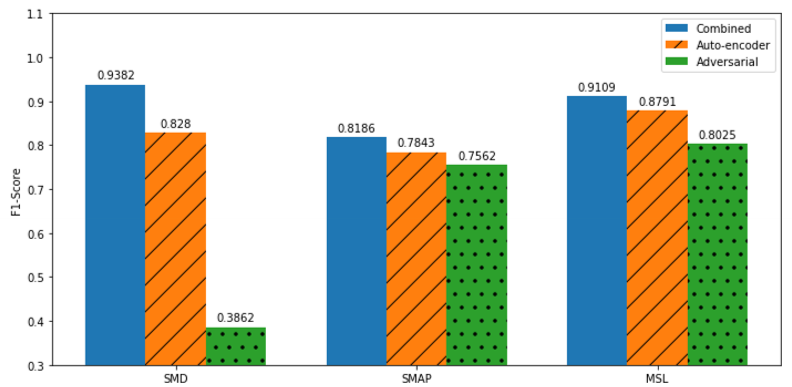 1.1
1.0
0.9
0.8
0.7
0.6
0.5
0.4
0.3
F1-Score
Combined
Auto-encoder
Adversarial
0.9382
0.828
0.3862
0.8186
0.7843
0.7562
0.9109
0.8791
0.8025
SMD
SMAP
MSL